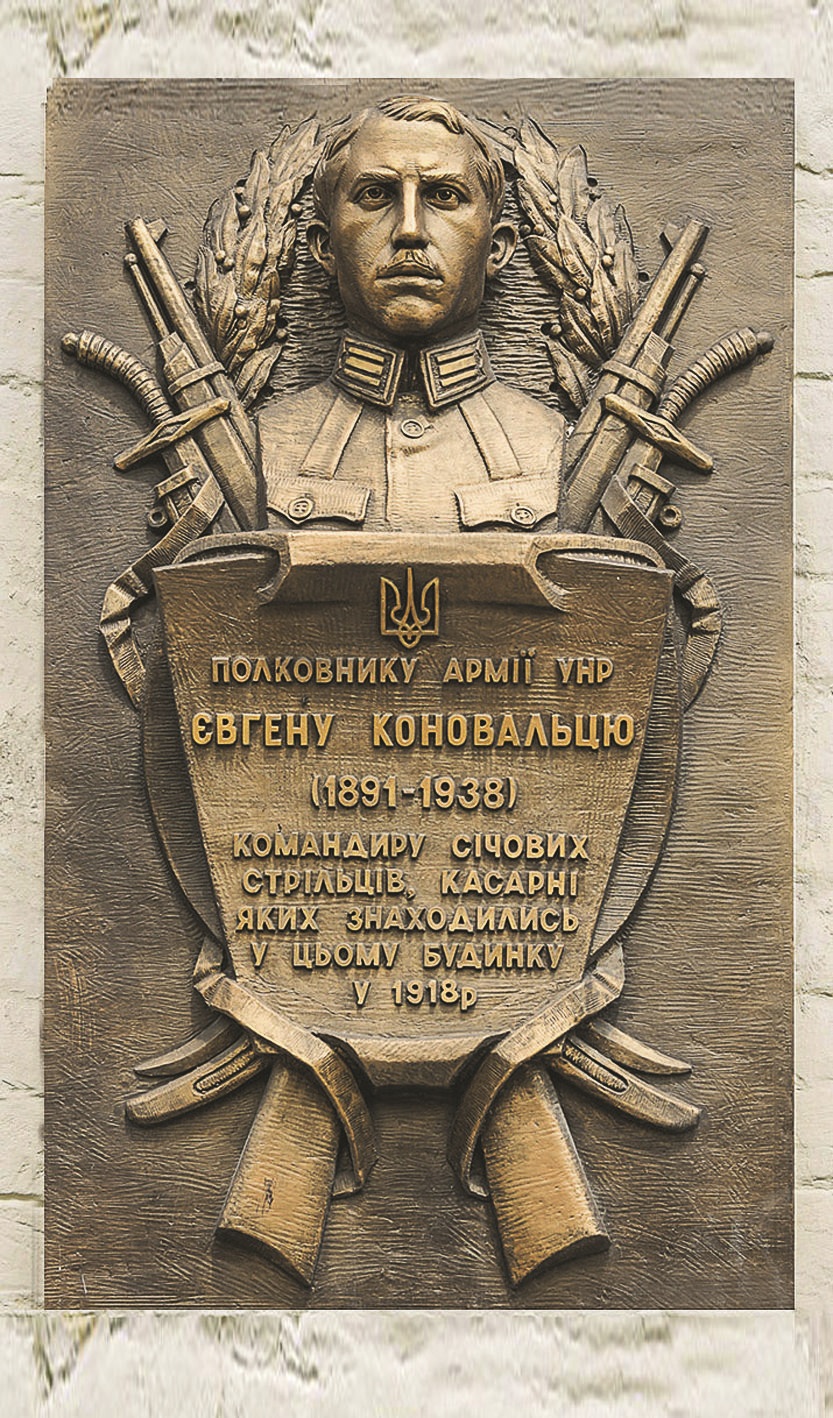 ПОЛКОВНИКУ АРМІЇ УНР
ЄВГЕНУ КОНОВАЛЬЦЮ
(1891-1938)
КОМАНДИРУ СІЧОВИХ
СТРІЛЬЦІВ, КАСАРНІ
ЯКИХ ЗНАХОДИЛИСЬ
У ЦЬОМУ БУДИНКУ
У 1918р